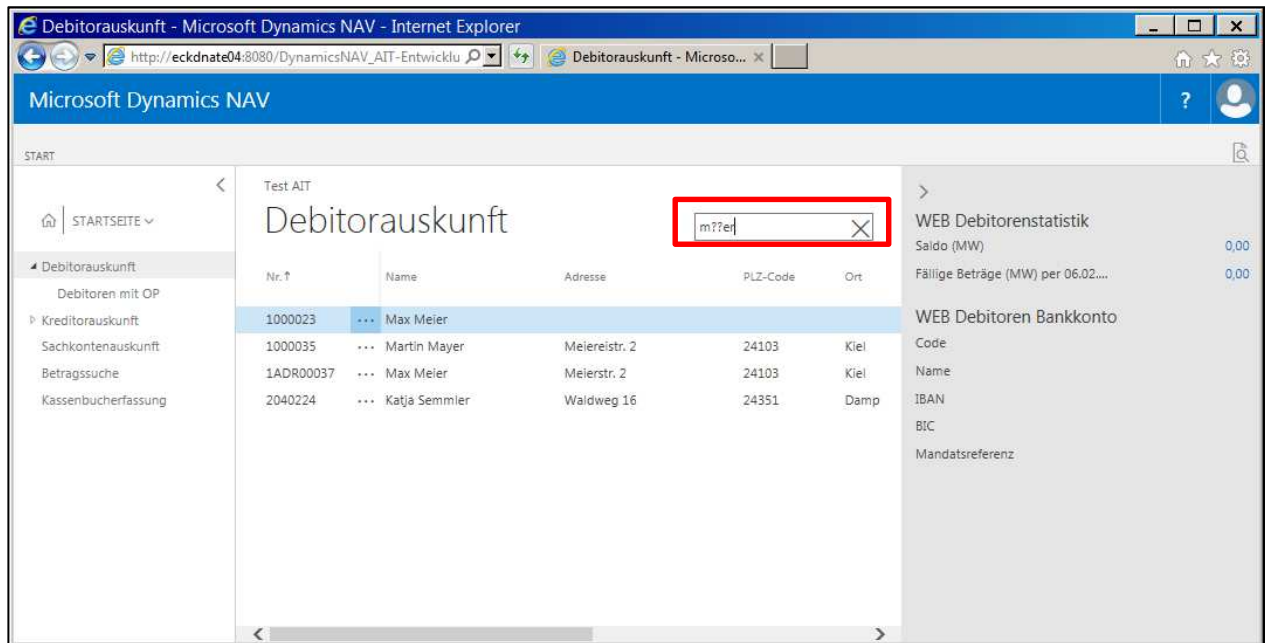 Debitorauskunft - Microsoft Dynamics NAV - Internet Explorer
http://eckdnate04:8080/DynamicsNAV_AIT-Entwicklu
Debitorauskunft - Microso...
Microsoft Dynamics NAV
?
START
Test AIT
Debitorauskunft
m??er
STARTSEITE
Debitorauskunft
Debitoren mit OP
Kreditorauskunft
Sachkontenauskunft
Betragssuche
Kassenbucherfassung
Nr. Name Adresse PLZ-Code Ort
1000023 ... Max Meier
1000035 ... Martin Mayer Meiereistr. 2 24103 Kiel
1ADR00037 ... Max Meier Meierstr. 2 24103 Kiel
2040224 ... Katja Semmler Waldweg 16 24351 Damp
WEB Debitorenstatistik
Saldo (MW) 0,00
Fällige Beträge (MW) per 06.02.... 0,00
WEB Debitoren Bankkonto
Code
Name
IBAN
BIC
Mandatsreferenz